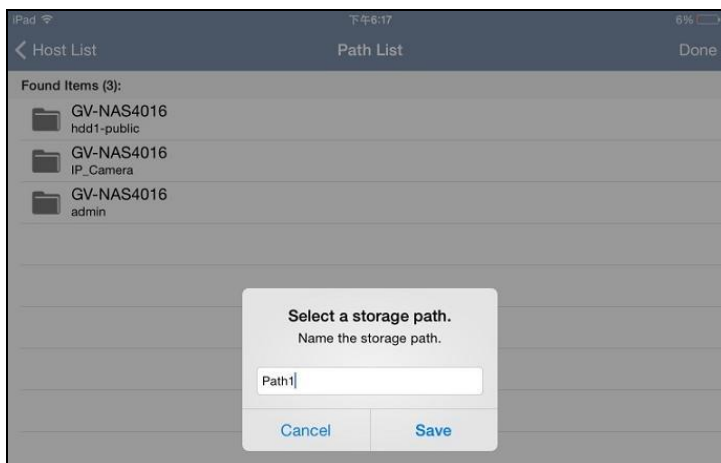 iPad 下午6:17 6%
Host List Path List Done
Found Items (3):
GV-NAS4016
hdd1-public
GV-NAS4016
IP_Camera
GV-NAS4016
admin
Select a storage path.
Name the storage path.
Path1
Cancel Save